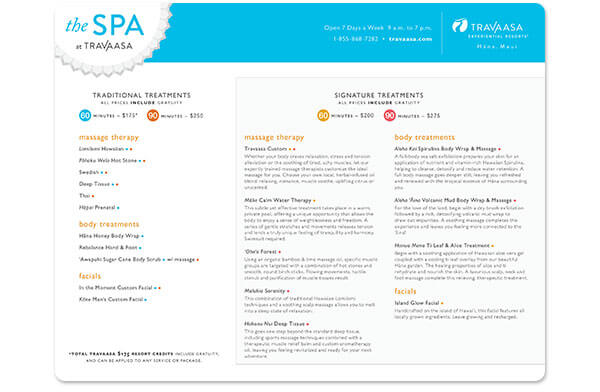 the SPA
at TRAVAASA
Open 7 Days a Week 9 a.m. to 7 p.m.
1-855-868-7282 • travaasa.com
TRAVAASA
EXPERIENTIAL RESORTS
Hāna, Maui
TRADITIONAL TREATMENTS
ALL PRICES INCLUDE GRATUITY
60 MINUTES – $175* 90 MINUTES – $250
massage therapy
Lomilomi Hawaiian
Pōhaku Wela Hot Stone
Swedish
Deep Tissue
Thai
Hāpai Prenatal
body treatments
Hāna Honey Body Wrap
Rebalance Hand & Foot
'Awapuhi Sugar Cane Body Scrub w/ massage
facials
In the Moment Custom Facial
Kāne Man's Custom Facial
*TOTAL TRAVAASA $175 RESORT CREDITS INCLUDE GRATUITY,
AND CAN BE APPLIED TO ANY SERVICE OR PACKAGE.
SIGNATURE TREATMENTS
ALL PRICES INCLUDE GRATUITY
60 MINUTES – $200 90 MINUTES – $275
massage therapy
Travaasa Custom
Whether your body craves relaxation, stress and tension
alleviation or the soothing of tired, achy muscles, let our
expertly trained massage therapists customize the ideal
massage for you. Choose your own, local, herbal-infused oil
blend: relaxing, romance, muscle soothe, uplifting citrus or
unscented.
Mālie Calm Water Therapy
This subtle yet effective treatment takes place in a warm,
private pool, offering a unique opportunity that allows the
body to enjoy a sense of weightlessness and freedom. A
series of gentle stretches and movements releases tension
and lends a truly unique feeling of tranquility and harmony.
Swimsuit required.
'Ohe's Forest
Using an organic bamboo & lime massage oil, specific muscle
groups are targeted with a combination of hot stones and
smooth, round birch sticks. Flowing movements, tactile
stimuli and purification of muscle tissues result.
Maluhia Serenity
This combination of traditional Hawaiian Lomilomi
techniques and a soothing scalp massage allows you to melt
into a deep state of relaxation.
Hohonu Nui Deep Tissue
This goes one step beyond the standard deep tissue,
including sports massage techniques combined with a
therapeutic muscle relief balm and custom aromatherapy
oil, leaving you feeling revitalized and ready for your next
adventure.
body treatments
Aloha Kai Spirulina Body Wrap & Massage
A full-body sea salt exfoliation prepares your skin for an
application of nutrient and vitamin-rich Hawaiian Spirulina,
helping to cleanse, detoxify and reduce water retention. A
full body massage goes deeper still, leaving you refreshed
and renewed with the tropical essence of Hāna surrounding
you.
Aloha 'Āina Volcanic Mud Body Wrap & Massage
For the love of the land, begin with a dry brush exfoliation
followed by a rich, detoxifying volcanic mud wrap to
draw out impurities. A soothing massage completes the
experience and leaves you feeling more connected to the
'āina!
Honua Mema Ti Leaf & Aloe Treatment
Begin with a soothing application of Hawaiian aloe vera gel
coupled with a cooling ti leaf overlay from our beautiful
Hāna garden. The healing properties of aloe and ti
rehydrate and nourish the skin. A luxurious scalp, neck and
foot massage complete this relieving, therapeutic treatment.
facials
Island Glow Facial
Handcrafted on the island of Hawai'i, this facial features all
locally grown ingredients. Leave glowing and recharged.